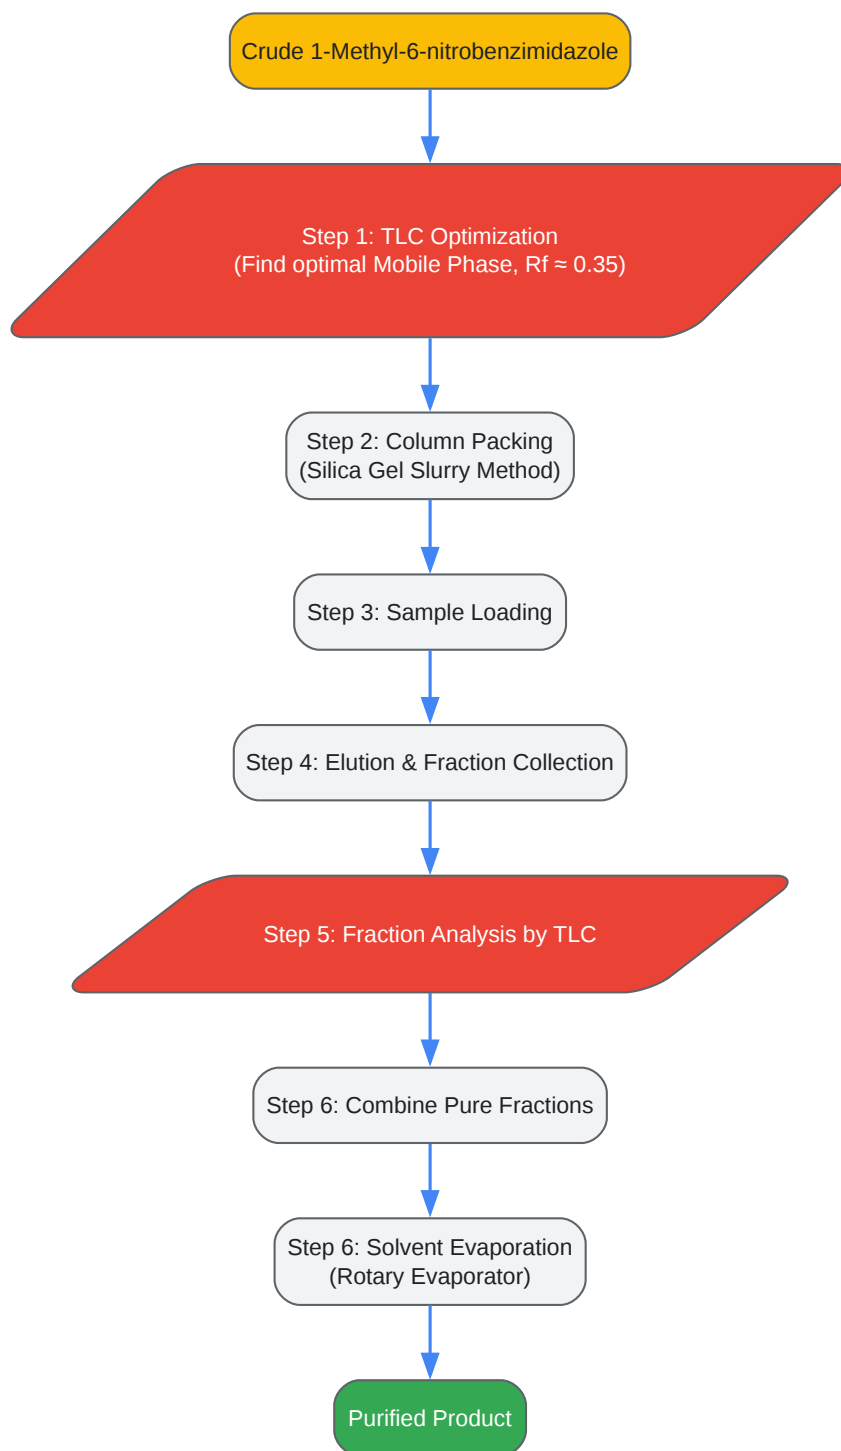 Crude 1-Methyl-6-nitrobenzimidazole
Step 1: TLC Optimization
(Find optimal Mobile Phase, Rf ≈ 0.35)
Step 2: Column Packing
(Silica Gel Slurry Method)
Step 3: Sample Loading
Step 4: Elution & Fraction Collection
Step 5: Fraction Analysis by TLC
Step 6: Combine Pure Fractions
Step 6: Solvent Evaporation
(Rotary Evaporator)
Purified Product